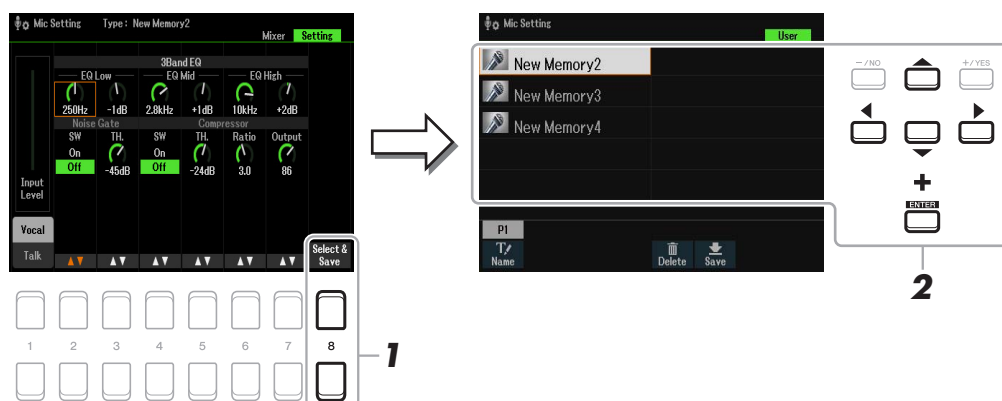 Mic Setting Type : New Memory2
Mixer Setting
3Band EQ
EQ Low EQ Mid EQ High
250Hz -1dB 2.8kHz +1dB 10kHz +2dB
Noise Gate Compressor
SW TH. SW TH. Ratio Output
On On
Off -45dB Off -24dB 3.0 86
Input
Level
Vocal
Talk
Select &
Save
1 2 3 4 5 6 7 8
1
Mic Setting
User
New Memory2
New Memory3
New Memory4
P1
Name Delete Save
-/NO +/YES
+
ENTER
2